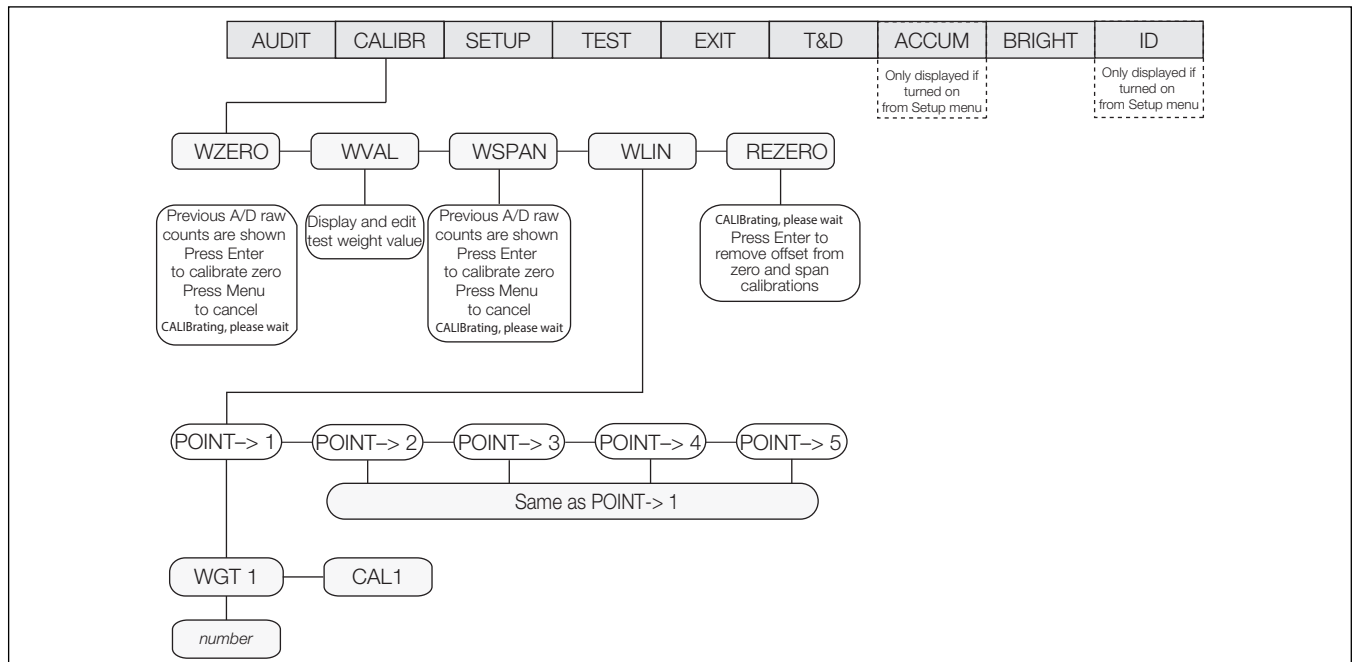 AUDIT CALIBR SETUP TEST EXIT T&D ACCUM BRIGHT ID
Only displayed if
turned on
from Setup menu
Only displayed if
turned on
from Setup menu
WZERO WVAL WSPAN WLIN REZERO
Previous A/D raw
counts are shown
Press Enter
to calibrate zero
Press Menu
to cancel
CALIBrating, please wait
Display and edit
test weight value
Previous A/D raw
counts are shown
Press Enter
to calibrate zero
Press Menu
to cancel
CALIBrating, please wait
CALIBrating, please wait
Press Enter to
remove offset from
zero and span
calibrations
POINT–> 1 POINT–> 2 POINT–> 3 POINT–> 4 POINT–> 5
Same as POINT-> 1
WGT 1 CAL1
number